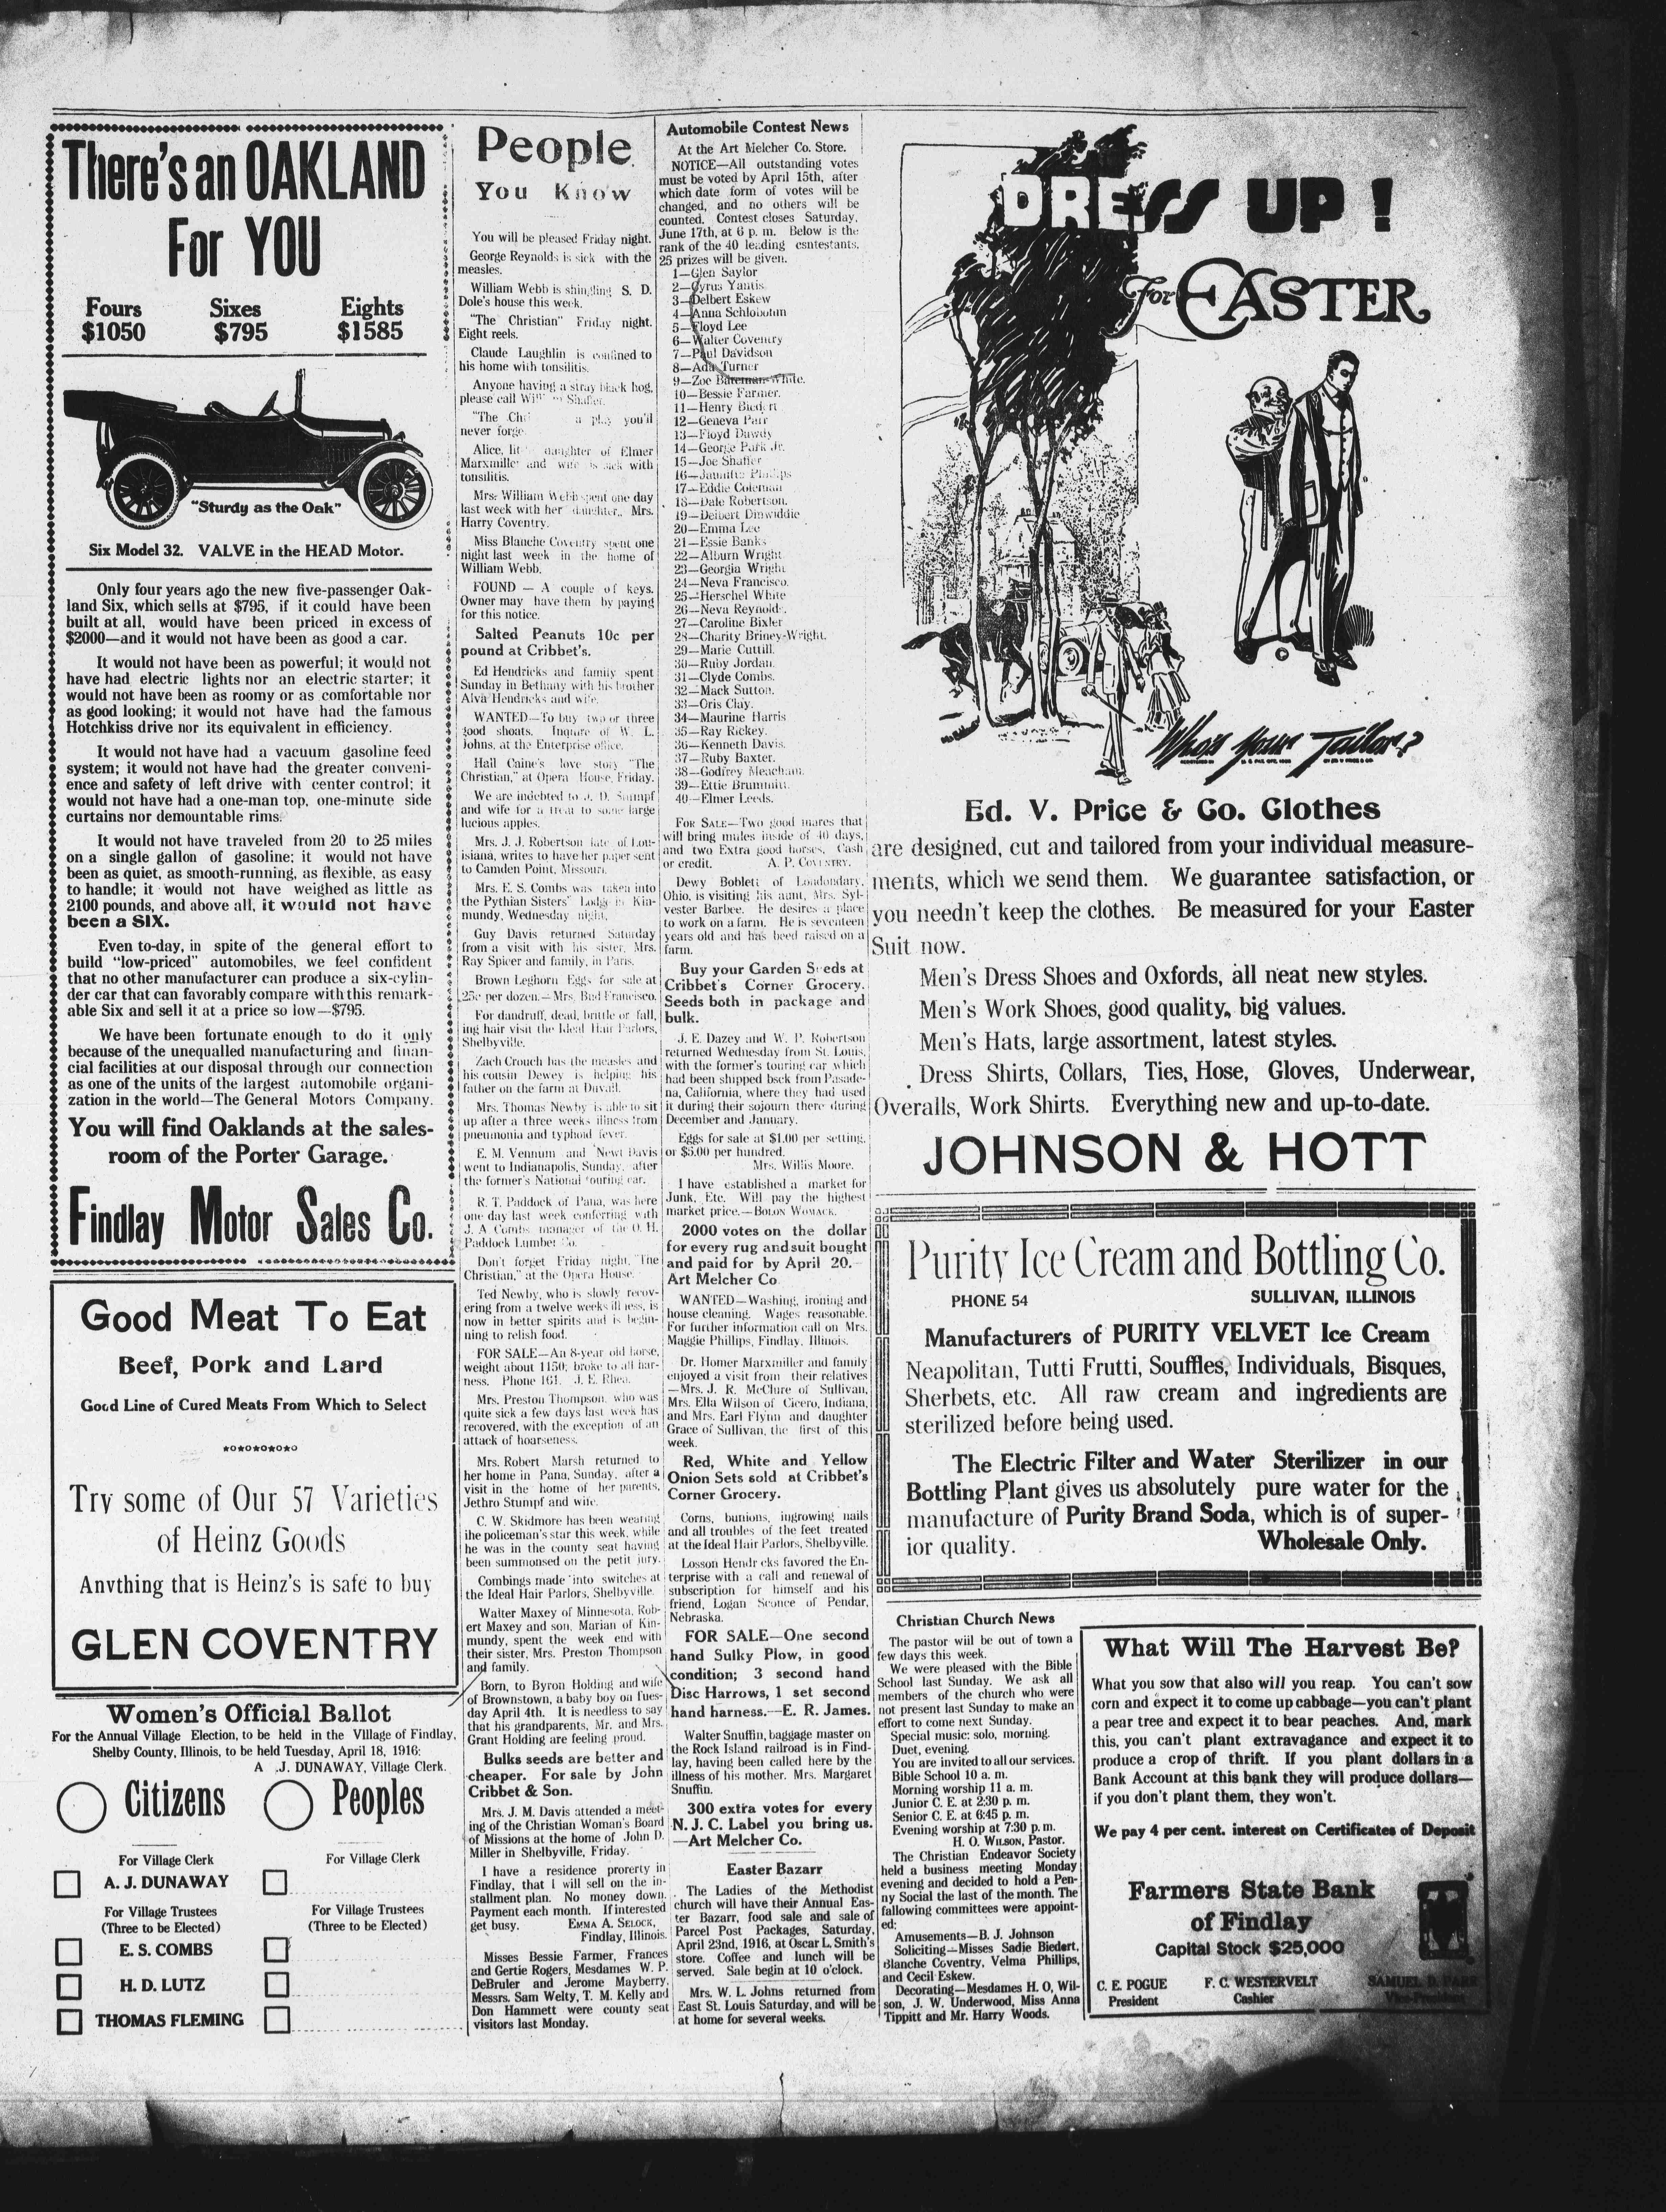 There's an OAKLAND
For YOU
Fours Sixes Eights
$1050 $795 $1585
"Sturdy as the Oak"
Six Model 32. VALVE in the HEAD Motor.
Only four years ago the new five-passenger Oak-
land Six, which sells at $795, if it could have been
built at all, would have been priced in excess of
$2000—and it would not have been as good a car.
It would not have been as powerful; it would not
have had electric lights nor an electric starter; it
would not have been as roomy or as comfortable nor
as good looking; it would not have had the famous
Hotchkiss drive nor its equivalent in efficiency.
It would not have had a vacuum gasoline feed
system; it would not have had the greater conveni-
ence and safety of left drive with center control; it
would not have had a one-man top, one-minute side
curtains nor demountable rims.
It would not have traveled from 20 to 25 miles
on a single gallon of gasoline; it would not have
been as quiet, as smooth-running, as flexible, as easy
to handle; it would not have weighed as little as
2100 pounds, and above all, it would not have
been a SIX.
Even to-day, in spite of the general effort to
build "low-priced" automobiles, we feel confident
that no other manufacturer can produce a six-cylin-
der car that can favorably compare with this remark-
able Six and sell it at a price so low—$795.
We have been fortunate enough to do it only
because of the unequalled manufacturing and finan-
cial facilities at our disposal through our connection
as one of the units of the largest automobile organi-
zation in the world—The General Motors Company.
You will find Oaklands at the sales-
room of the Porter Garage.
Findlay Motor Sales Co.
Good Meat To Eat
Beef, Pork and Lard
Good Line of Cured Meats From Which to Select
*o*o*o*o*o
Try some of Our 57 Varieties
of Heinz Goods
Anything that is Heinz's is safe to buy
GLEN COVENTRY
Women's Official Ballot
For the Annual Village Election, to be held in the Village of Findlay,
Shelby County, Illinois, to be held Tuesday, April 18, 1916:
A .J. DUNAWAY, Village Clerk.
Citizens Peoples
For Village Clerk For Village Clerk
A. J. DUNAWAY
For Village Trustees For Village Trustees
(Three to be Elected) (Three to be Elected)
E. S. COMBS
H. D. LUTZ
THOMAS FLEMING
People
You Know
You will be pleased Friday night.
George Reynolds is sick with the
measles.
William Webb is shingling S. D.
Dole's house this week.
"The Christian" Friday night.
Eight reels.
Claude Laughlin is confined to
his home with tonsilitis.
Anyone having a stray black hog,
please call Shaffer.
"The a play you'll
never forge
Alice, daughter of Elmer
Marxmille and wife is sick with
tonsilitis.
Mrs. William Webb spent one day
last week with her daughter, Mrs.
Harry Coventry.
Miss Blanche Coventry spent one
night last week in the home of
William Webb.
FOUND — A couple of keys.
Owner may have them by paying
for this notice.
Salted Peanuts 10c per
pound at Cribbet's.
Ed Hendricks and family spent
Sunday in Bethany with his brother
Alva Hendricks and wife.
WANTED—To buy two or three
good shoats. Inquire of W. L.
Johns, at the Enterprise office.
Hall Caine's love story "The
Christian," at Opera House, Friday.
We are indebted to J. D. Stumpf
and wife for a treat to some large
lucious apples.
Mrs. J. J. Robertson late of Lou-
isiana, writes to have her paper sent
to Camden Point, Missouri.
Mrs. E. S. Combs was taken into
the Pythian Sisters' Lodge in Kin-
mundy, Wednesday night.
Guy Davis returned Saturday
from a visit with his sister, Mrs.
Ray Spicer and family, in Paris.
Brown Leghorn Eggs for sale at
25c per dozen.—Mrs. Bud Francisco.
For dandruff, dead, brittle or fall,
ing hair visit the Ideal Hair Parlors,
Shelbyville.
Zach Crouch has the measles and
his cousin Dewey is helping his
father on the farm at Duvall.
Mrs. Thomas Newby is able to sit
up after a three weeks illness from
pneumonia and typhoid fever.
E. M. Vennum and Newt Davis
went to Indianapolis, Sunday, after
the former's National touring car.
R. T. Paddock of Pana, was here
one day last week conferring with
J. A Combs manager of the O. H.
Paddock Lumber Co.
Don't forget Friday night. "The
Christian," at the Opera House.
Ted Newby, who is slowly recov-
ering from a twelve weeks illness, is
now in better spirits and is begin-
ning to relish food.
FOR SALE—An 8-year old horse,
weight about 1150; broke to all har-
ness. Phone 161. J. E. Rhea.
Mrs. Preston Thompson, who was
quite sick a few days last week has
recovered, with the exception of an
attack of hoarseness.
Mrs. Robert Marsh returned to
her home in Pana, Sunday, after a
visit in the home of her parents,
Jethro Stumpf and wife.
C. W. Skidmore has been wearing
ihe policeman's star this week, while
he was in the county seat having
been summonsed on the petit jury.
Combings made into switches at
the Ideal Hair Parlors, Shelbyville.
Walter Maxey of Minnesota, Rob-
ert Maxey and son, Marian of Kin-
mundy, spent the week end with
their sister, Mrs. Preston Thompson
and family.
Born, to Byron Holding and wife
of Brownstown, a baby boy on Tues-
day April 4th. It is needless to say
that his grandparents, Mr. and Mrs.
Grant Holding are feeling proud.
Bulks seeds are better and
cheaper. For sale by John
Cribbet & Son.
Mrs. J. M. Davis attended a meet-
ing of the Christian Woman's Board
of Missions at the home of John D.
Miller in Shelbyville, Friday.
I have a residence prorerty in
Findlay, that I will sell on the in-
stallment plan. No money down.
Payment each month. If interested
get busy. EMMA A. SELOCK,
Findlay, Illinois.
Misses Bessie Farmer, Frances
and Gertie Rogers, Mesdames W. P.
DeBruler and Jerome Mayberry,
Messrs. Sam Welty, T. M. Kelly and
Don Hammett were county seat
visitors last Monday.
Automobile Contest News
At the Art Melcher Co. Store.
NOTICE—All outstanding votes
must be voted by April 15th, after
which date form of votes will be
changed, and no others will be
counted. Contest closes Saturday,
June 17th, at 6 p. m. Below is the
rank of the 40 leading csntestants.
25 prizes will be given.
1—Glen Saylor
2—Cyrus Yantis
3—Delbert Eskew
4—Anna Schlobohm
5—Floyd Lee
6—Walter Coventry
7—Paul Davidson
8—Ada Turner
9—Zoe Bateman-White.
10—Bessie Farmer.
11—Henry Biedert
12—Geneva Parr
13—Floyd Dawdy
14—George Park Jr.
15—Joe Shaffer
16—Juanita Phillips
17—Eddie Coleman
18—Dale Robertson.
19—Delbert Dinwiddie
20—Emma Lee
21—Essie Banks
22—Alburn Wright
23—Georgia Wright
24—Neva Francisco.
25—Herschel White
26—Neva Reynolds.
27—Caroline Bixler
28—Charity Briney-Wright.
29—Marie Cuttill.
30—Ruby Jordan.
31—Clyde Combs.
32—Mack Sutton.
33—Oris Clay.
34—Maurine Harris
35—Ray Rickey.
36—Kenneth Davis.
37—Ruby Baxter.
38—Godfrey Meacham.
39—Ettie Brummitt.
40—Elmer Leeds.
FOR SALE—Two good mares that
will bring mules inside of 40 days,
and two Extra good horses. Cash
or credit. A. P. COVENTRY.
Dewy Boblett of Loudondary,
Ohio, is visiting his aunt, Mrs. Syl-
vester Barbee. He desires a place
to work on a farm. He is seventeen
years old and has beed raised on a
farm.
Buy your Garden Seeds at
Cribbet's Corner Grocery.
Seeds both in package and
bulk.
J. E. Dazey and W. P. Robertson
returned Wednesday from St. Louis,
with the former's touring car which
had been shipped bsck from Pasade-
na, California, where they had used
it during their sojourn there during
December and January.
Eggs for sale at $1.00 per setting,
or $5.00 per hundred.
Mrs. Willis Moore.
I have established a market for
Junk, Etc. Will pay the highest
market price.—BOLON WOMACK.
2000 votes on the dollar
for every rug and suit bought
and paid for by April 20.—
Art Melcher Co
WANTED—Washing, ironing and
house cleaning. Wages reasonable.
For further information call on Mrs.
Maggie Phillips, Findlay, Illinois.
Dr. Homer Marxmiller and family
enjoyed a visit from their relatives
—Mrs. J. R. McClure of Sullivan,
Mrs. Ella Wilson of Cicero, Indiana,
and Mrs. Earl Flynn and daughter
Grace of Sullivan, the first of this
week.
Red, White and Yellow
Onion Sets sold at Cribbet's
Corner Grocery.
Corns, bunions, ingrowing nails
and all troubles of the feet treated
at the Ideal Hair Parlors, Shelbyville.
Losson Hendr cks favored the En-
terprise with a call and renewal of
subscription for himself and his
friend, Logan Sconce of Pendar,
Nebraska.
FOR SALE—One second
hand Sulky Plow, in good
condition; 3 second hand
Disc Harrows, 1 set second
hand harness.—E. R. James.
Walter Snuffin, baggage master on
the Rock Island railroad is in Find-
lay, having been called here by the
illness of his mother. Mrs. Margaret
Snuffin.
300 extra votes for every
N. J. C. Label you bring us.
—Art Melcher Co.
Easter Bazarr
The Ladies of the Methodist
church will have their Annual Eas-
ter Bazarr, food sale and sale of
Parcel Post Packages, Saturday,
April 23nd, 1916, at Oscar L. Smith's
store. Coffee and lunch will be
served. Sale begin at 10 o'clock.
Mrs. W. L. Johns returned from
East St. Louis Saturday, and will be
at home for several weeks.
DRESS UP!
For EASTER
Who's Your Tailor?
Ed. V. Price & Co. Clothes
are designed, cut and tailored from your individual measure-
ments, which we send them. We guarantee satisfaction, or
you needn't keep the clothes. Be measured for your Easter
Suit now.
Men's Dress Shoes and Oxfords, all neat new styles.
Men's Work Shoes, good quality, big values.
Men's Hats, large assortment, latest styles.
Dress Shirts, Collars, Ties, Hose, Gloves, Underwear,
Overalls, Work Shirts. Everything new and up-to-date.
JOHNSON & HOTT
Purity Ice Cream and Bottling Co.
PHONE 54 SULLIVAN, ILLINOIS
Manufacturers of PURITY VELVET Ice Cream
Neapolitan, Tutti Frutti, Souffles, Individuals, Bisques,
Sherbets, etc. All raw cream and ingredients are
sterilized before being used.
The Electric Filter and Water Sterilizer in our
Bottling Plant gives us absolutely pure water for the
manufacture of Purity Brand Soda, which is of super-
ior quality. Wholesale Only.
Christian Church News
The pastor wiil be out of town a
few days this week.
We were pleased with the Bible
School last Sunday. We ask all
members of the church who were
not present last Sunday to make an
effort to come next Sunday.
Special music: solo, morning.
Duet, evening.
You are invited to all our services.
Bible School 10 a. m.
Morning worship 11 a. m.
Junior C. E. at 2:30 p. m.
Senior C. E. at 6:45 p. m.
Evening worship at 7:30 p. m.
H. O. WILSON, Pastor.
The Christian Endeavor Society
held a business meeting Monday
evening and decided to hold a Pen-
ny Social the last of the month. The
fallowing committees were appoint-
ed:
Amusements—B. J. Johnson
Soliciting—Misses Sadie Biedert,
Blanche Coventry, Velma Phillips,
and Cecil Eskew.
Decorating—Mesdames H. O, Wil-
son, J. W. Underwood, Miss Anna
Tippitt and Mr. Harry Woods.
What Will The Harvest Be?
What you sow that also will you reap. You can't sow
corn and expect it to come up cabbage—you can't plant
a pear tree and expect it to bear peaches. And, mark
this, you can't plant extravagance and expect it to
produce a crop of thrift. If you plant dollars in a
Bank Account at this bank they will produce dollars—
if you don't plant them, they won't.
We pay 4 per cent. interest on Certificates of Deposit
Farmers State Bank
of Findlay
Capital Stock $25,000
C. E. POGUE F. C. WESTERVELT SAMUEL D. PARR
President Cashier Vice President